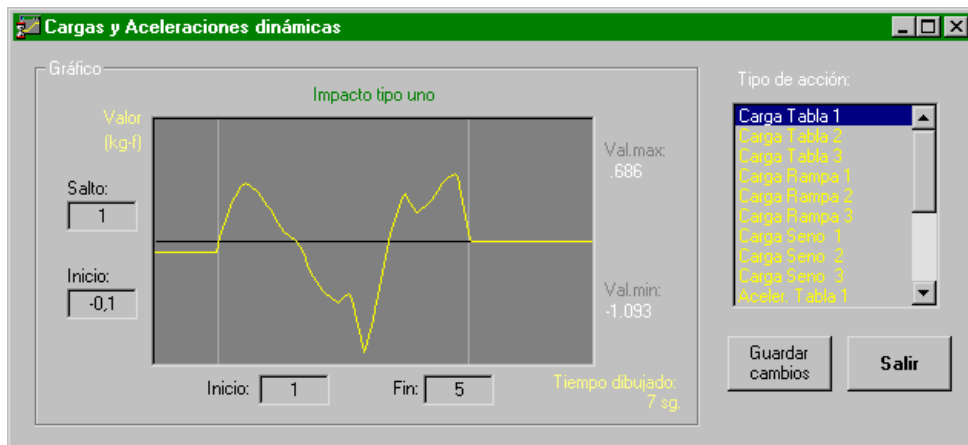 Cargas y Aceleraciones dinámicas
Gráfico
Impacto tipo uno
Valor
(kg-f)
Salto:
1
Inicio:
-0,1
Val.max:
.686
Val.min:
-1.093
Inicio: 1 Fin: 5
Tiempo dibujado:
7 sg.
Tipo de acción:
Carga Tabla 1
Carga Tabla 2
Carga Tabla 3
Carga Rampa 1
Carga Rampa 2
Carga Rampa 3
Carga Seno 1
Carga Seno 2
Carga Seno 3
Aceler. Tabla 1
Guardar
cambios
Salir